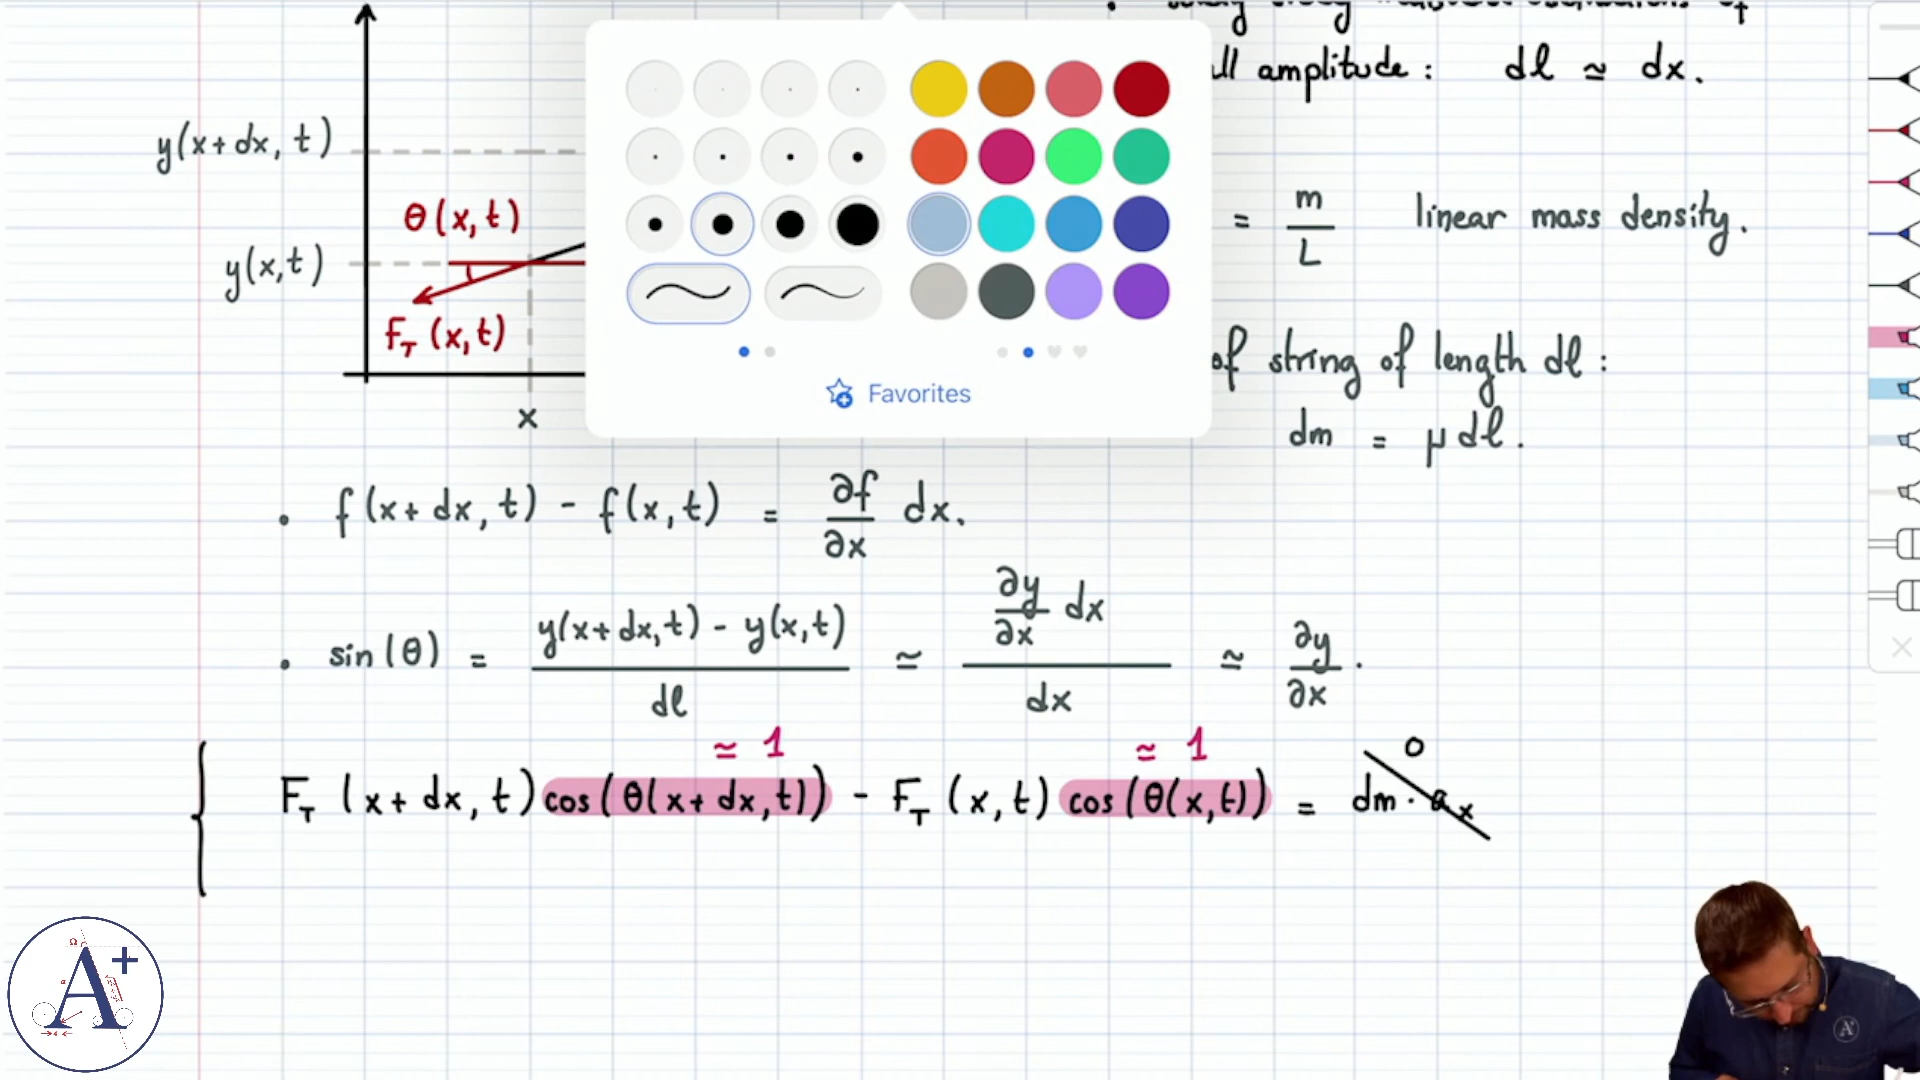 ll amplitude : dl ≃ dx.
y(x+dx, t)
θ(x,t)
= m/L linear mass density.
y(x,t)
F_T (x,t)
of string of length dl :
x
Favorites
dm = μ dl .
• f(x+dx, t) - f(x,t) = ∂f/∂x dx.
• sin(θ) = (y(x+dx,t) - y(x,t))/dl ≃ (∂y/∂x dx)/dx ≃ ∂y/∂x .
≃ 1 ≃ 1 0
F_T (x+dx, t) cos(θ(x+dx,t)) - F_T (x,t) cos(θ(x,t)) = dm · a_x
A+